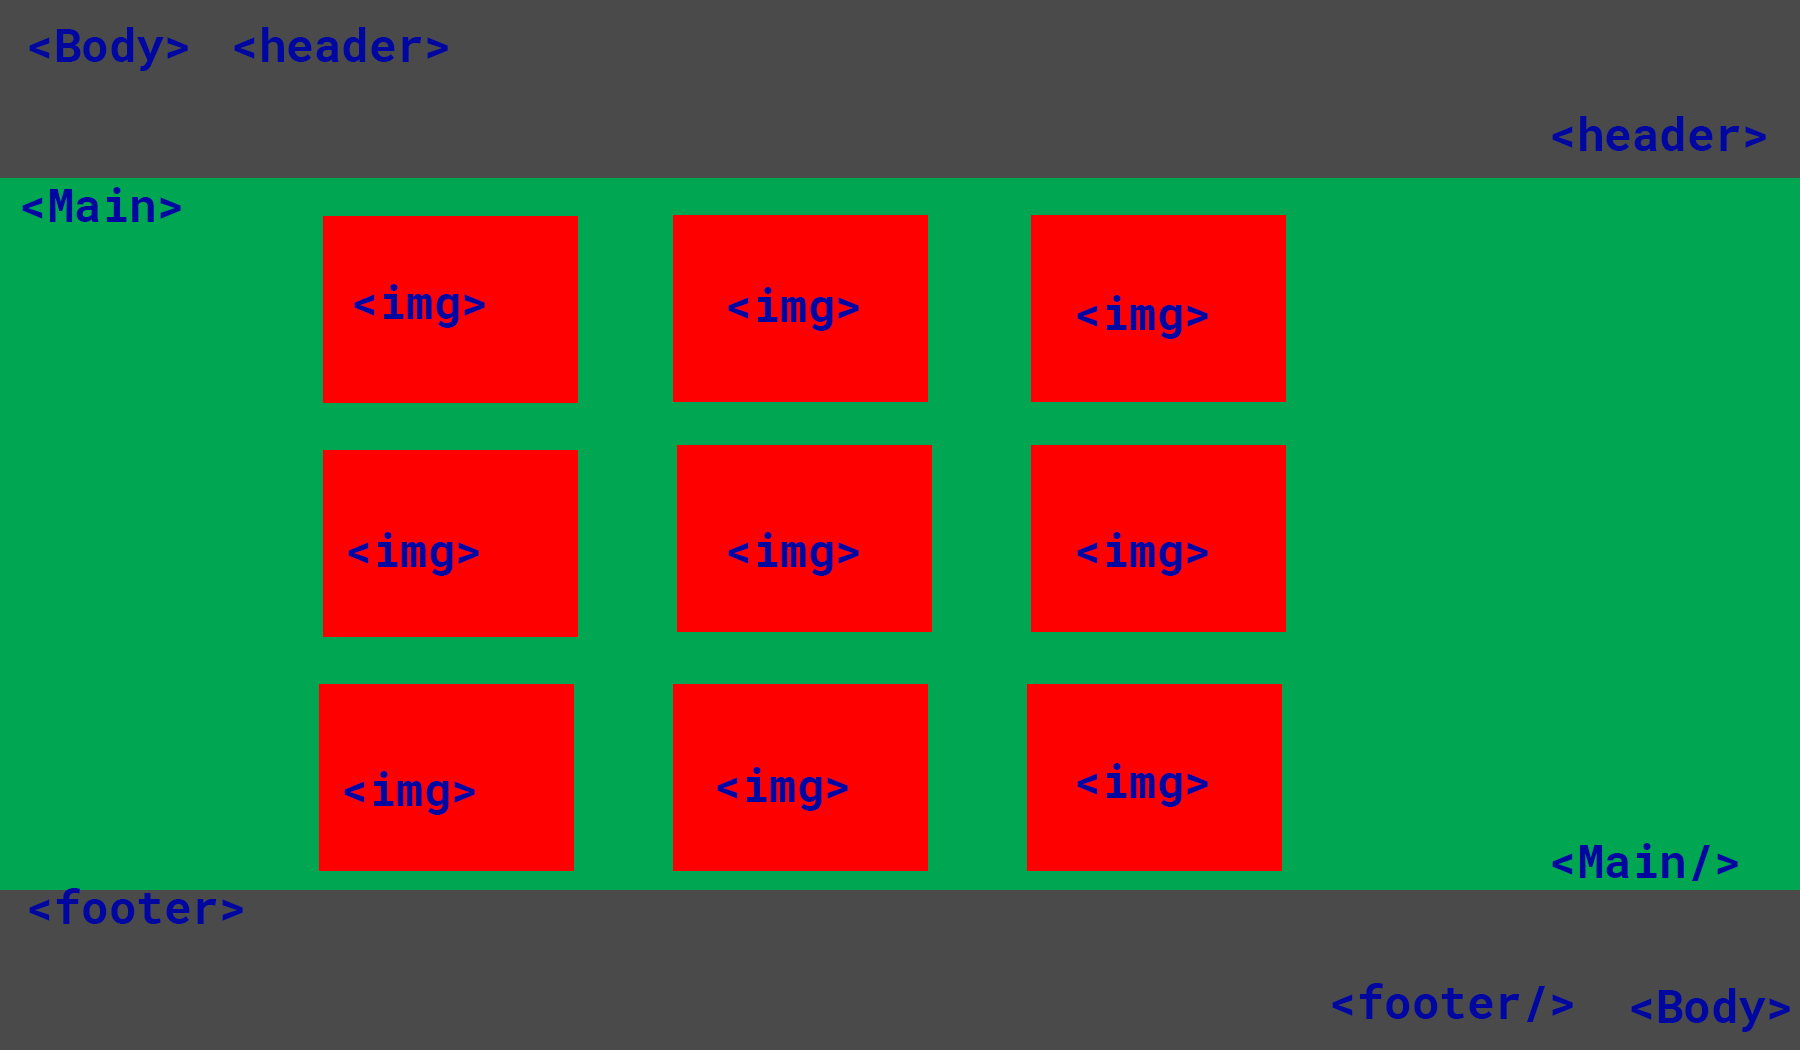 <Body> <header>
<header>
<Main>
<img> <img> <img>
<img> <img> <img>
<img> <img> <img>
<Main/>
<footer>
<footer/> <Body>